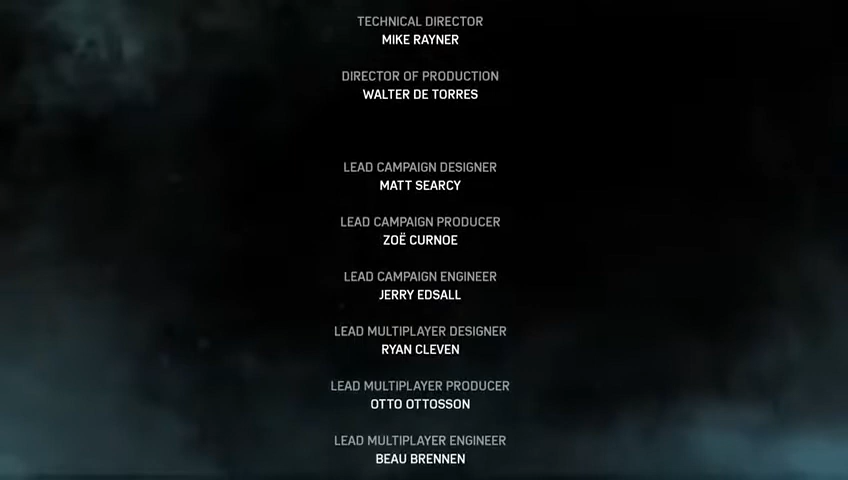 TECHNICAL DIRECTOR
MIKE RAYNER
DIRECTOR OF PRODUCTION
WALTER DE TORRES
LEAD CAMPAIGN DESIGNER
MATT SEARCY
LEAD CAMPAIGN PRODUCER
ZOË CURNOE
LEAD CAMPAIGN ENGINEER
JERRY EDSALL
LEAD MULTIPLAYER DESIGNER
RYAN CLEVEN
LEAD MULTIPLAYER PRODUCER
OTTO OTTOSSON
LEAD MULTIPLAYER ENGINEER
BEAU BRENNEN